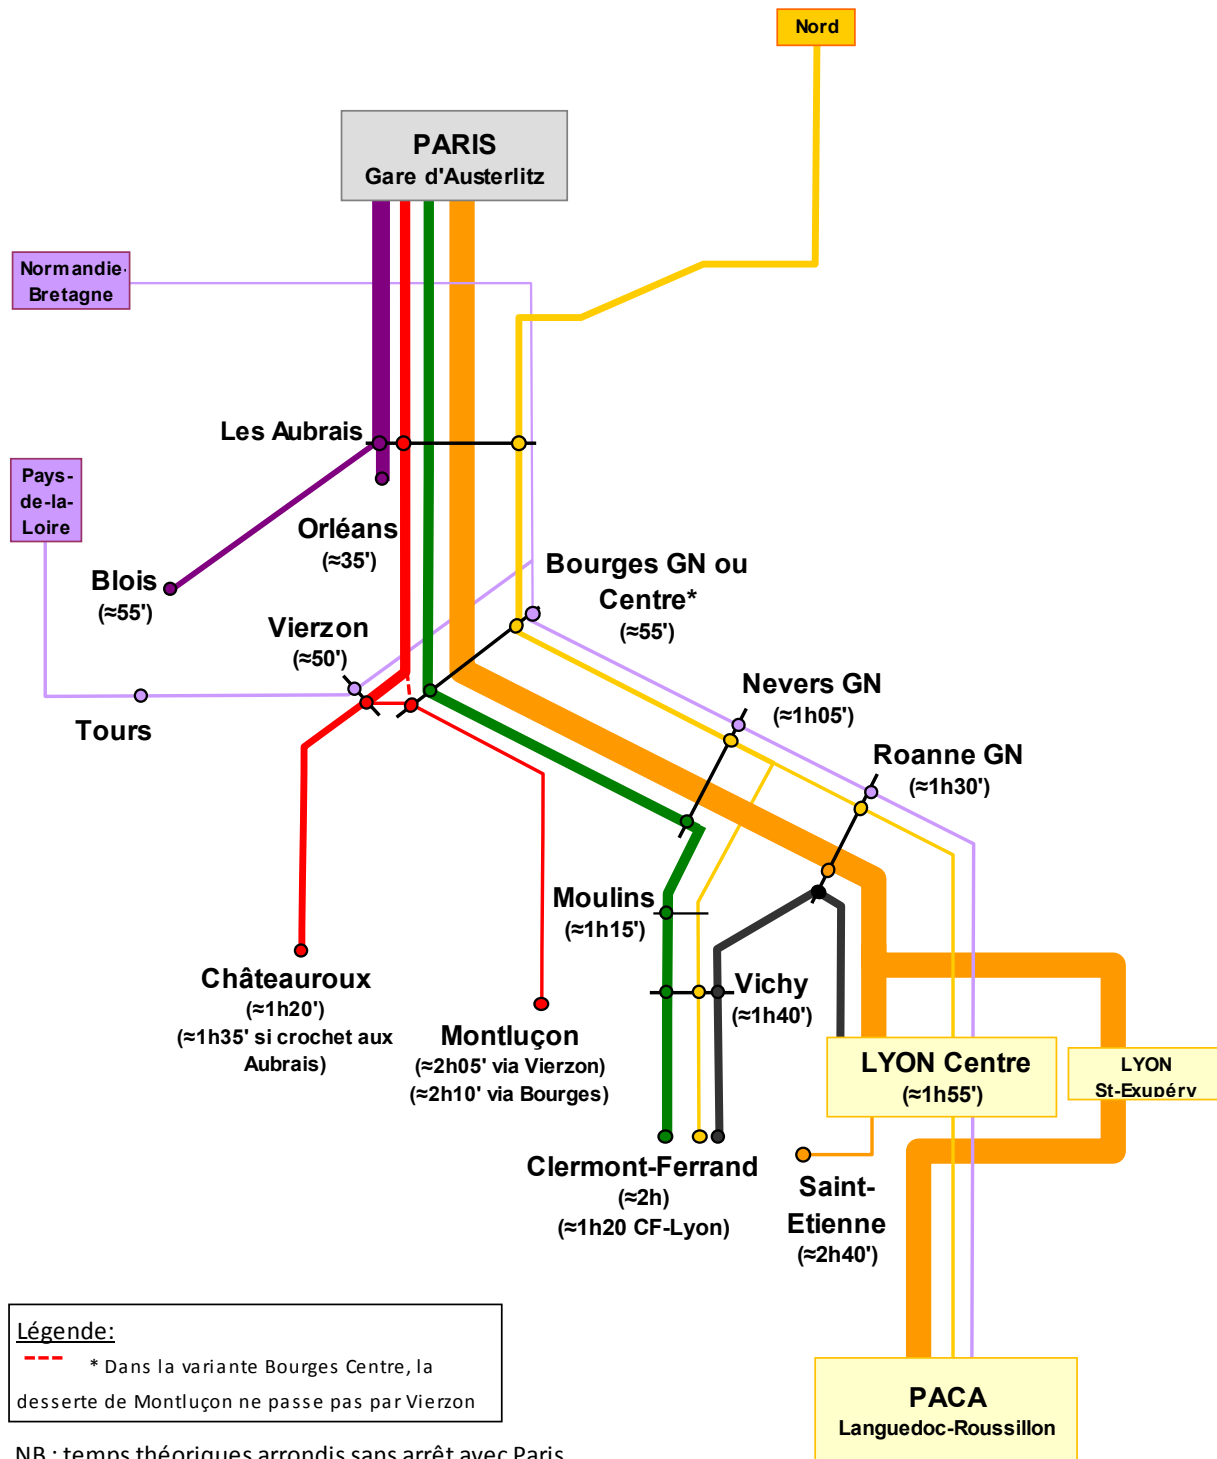 Nord
PARIS
Gare d'Austerlitz
Normandie-
Bretagne
Les Aubrais
Pays-
de-la-
Loire
Orléans
(≈35')
Blois
(≈55')
Bourges GN ou
Centre*
(≈55')
Vierzon
(≈50')
Tours
Nevers GN
(≈1h05')
Roanne GN
(≈1h30')
Moulins
(≈1h15')
Châteauroux
(≈1h20')
(≈1h35' si crochet aux
Aubrais)
Vichy
(≈1h40')
Montluçon
(≈2h05' via Vierzon)
(≈2h10' via Bourges)
LYON Centre
(≈1h55')
LYON
St-Exupéry
Clermont-Ferrand
(≈2h)
(≈1h20 CF-Lyon)
Saint-
Etienne
(≈2h40')
Légende:
* Dans la variante Bourges Centre, la
desserte de Montluçon ne passe pas par Vierzon
PACA
Languedoc-Roussillon
NB : temps théoriques arrondis sans arrêt avec Paris